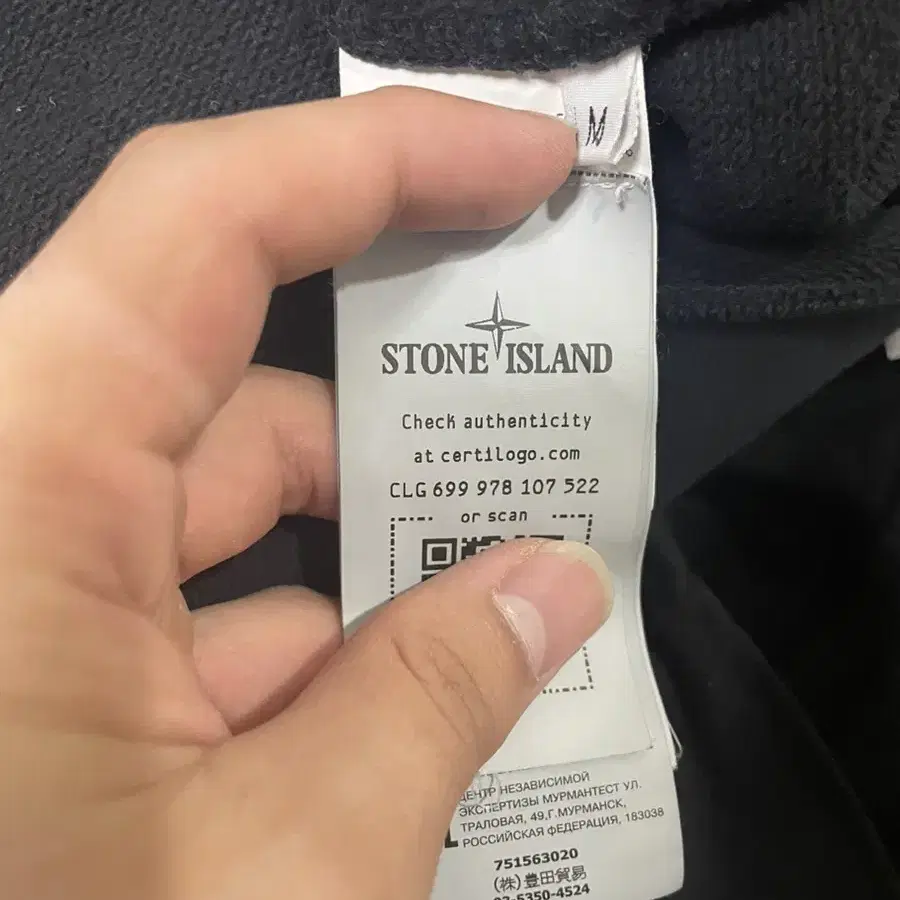 M
STONE ISLAND
Check authenticity
at certilogo.com
CLG 699 978 107 522
or scan
ЦЕНТР НЕЗАВИСИМОЙ
ЭКСПЕРТИЗЫ МУРМАНТЕСТ УЛ.
ТРАЛОВАЯ, 49,Г.МУРМАНСК,
РОССИЙСКАЯ ФЕДЕРАЦИЯ, 183038
751563020
(株)豊田貿易
03-5350-4524